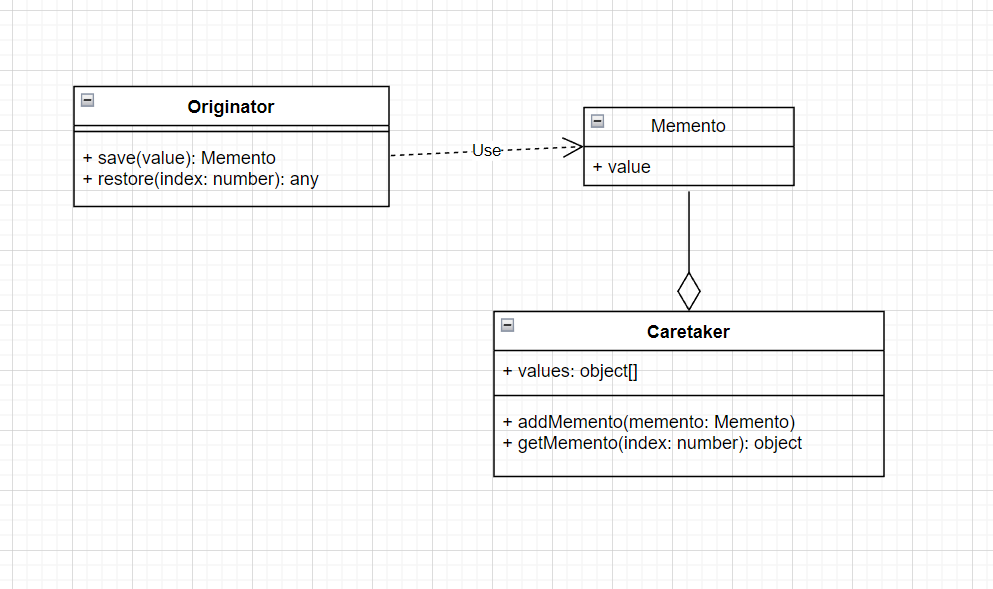 Originator
+ save(value): Memento
+ restore(index: number): any
Use
Memento
+ value
Caretaker
+ values: object[]
+ addMemento(memento: Memento)
+ getMemento(index: number): object